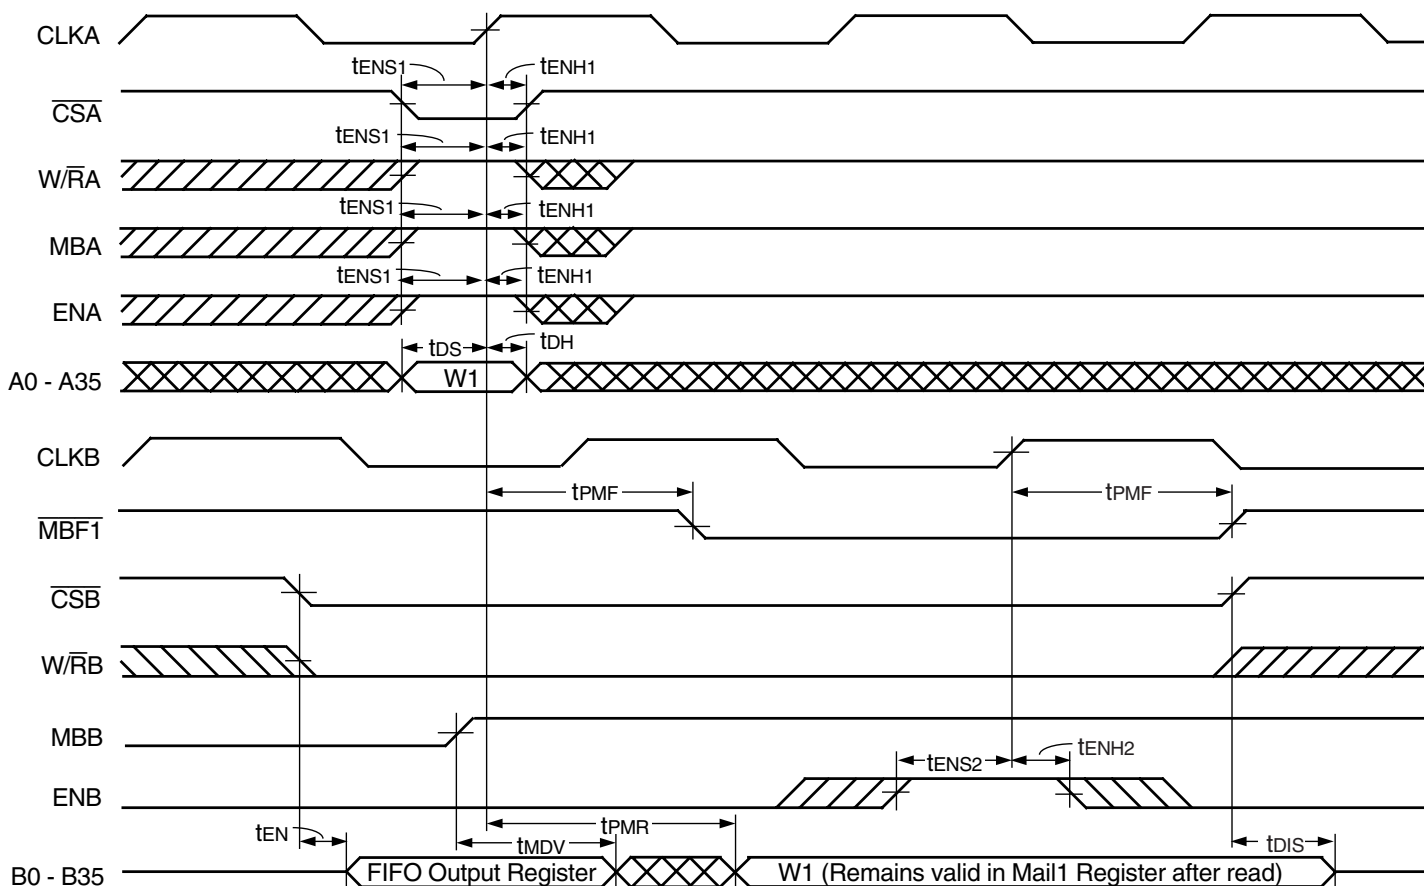 CLKA
tENS1 tENH1
CSA
tENS1 tENH1
W/RA
tENS1 tENH1
MBA
tENS1 tENH1
ENA
tDS tDH
A0 - A35 W1
CLKB
tPMF tPMF
MBF1
CSB
W/RB
MBB
tENS2 tENH2
ENB
tEN tMDV tPMR tDIS
B0 - B35 FIFO Output Register W1 (Remains valid in Mail1 Register after read)